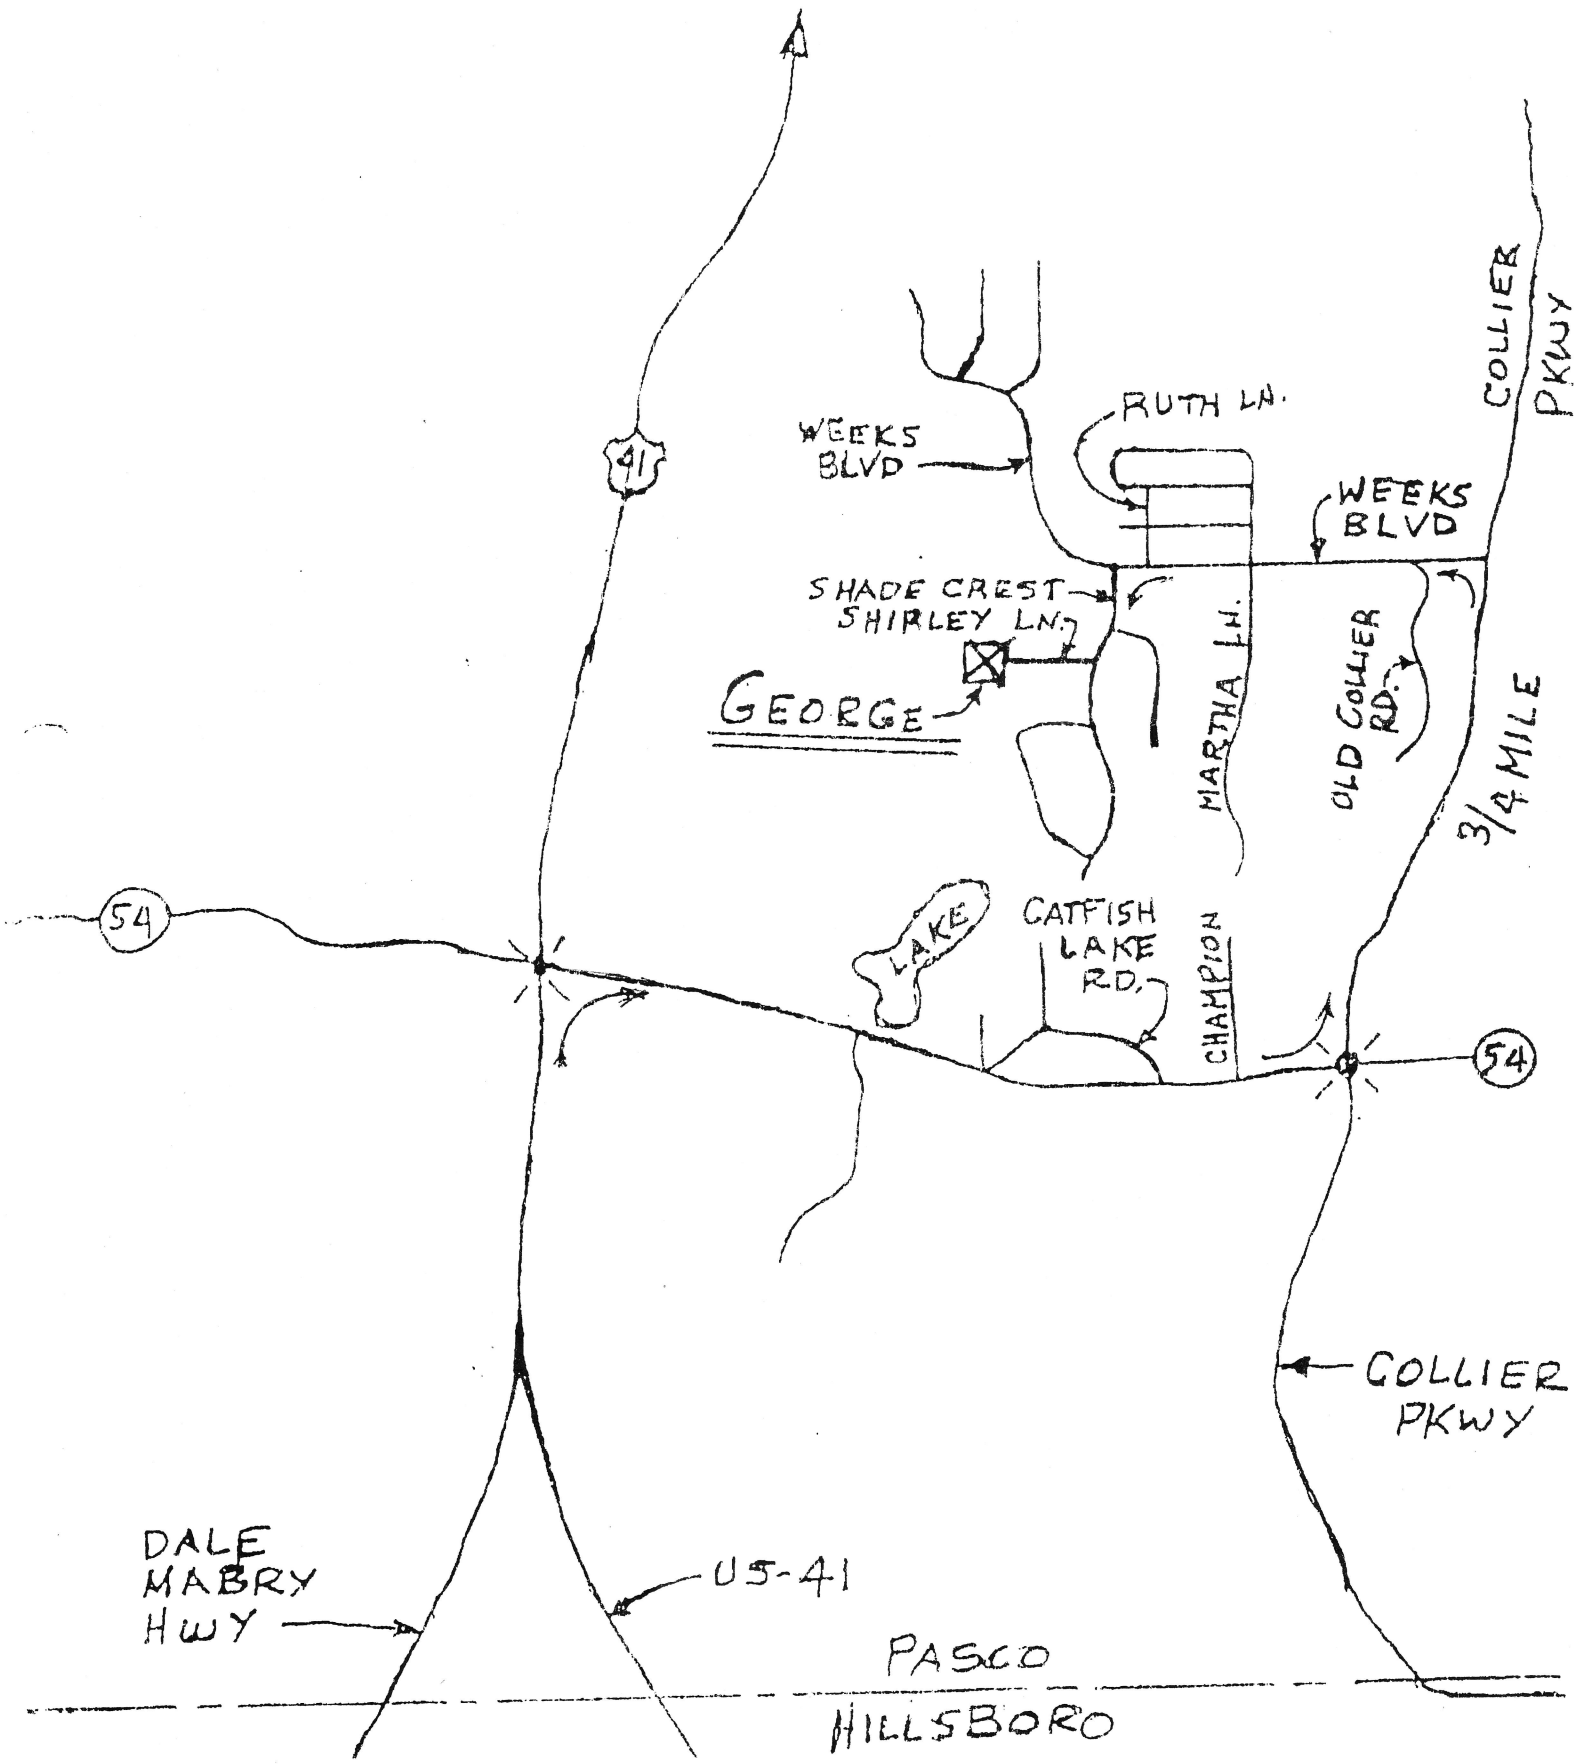 COLLIER
PKWY
RUTH LN.
WEEKS
BLVD
41
WEEKS
BLVD
SHADE CREST
SHIRLEY LN.
GEORGE
MARTHA LN.
OLD COLLIER
RD.
3/4 MILE
54
LAKE
CATFISH
LAKE
RD.
CHAMPION
54
COLLIER
PKWY
DALE
MABRY
HWY
US-41
PASCO
HILLSBORO